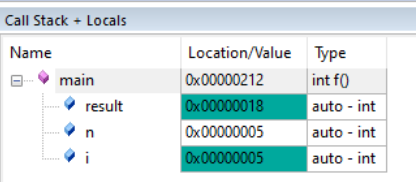 Call Stack + Locals
Name Location/Value Type
main 0x00000212 int f()
result 0x00000018 auto - int
n 0x00000005 auto - int
i 0x00000005 auto - int